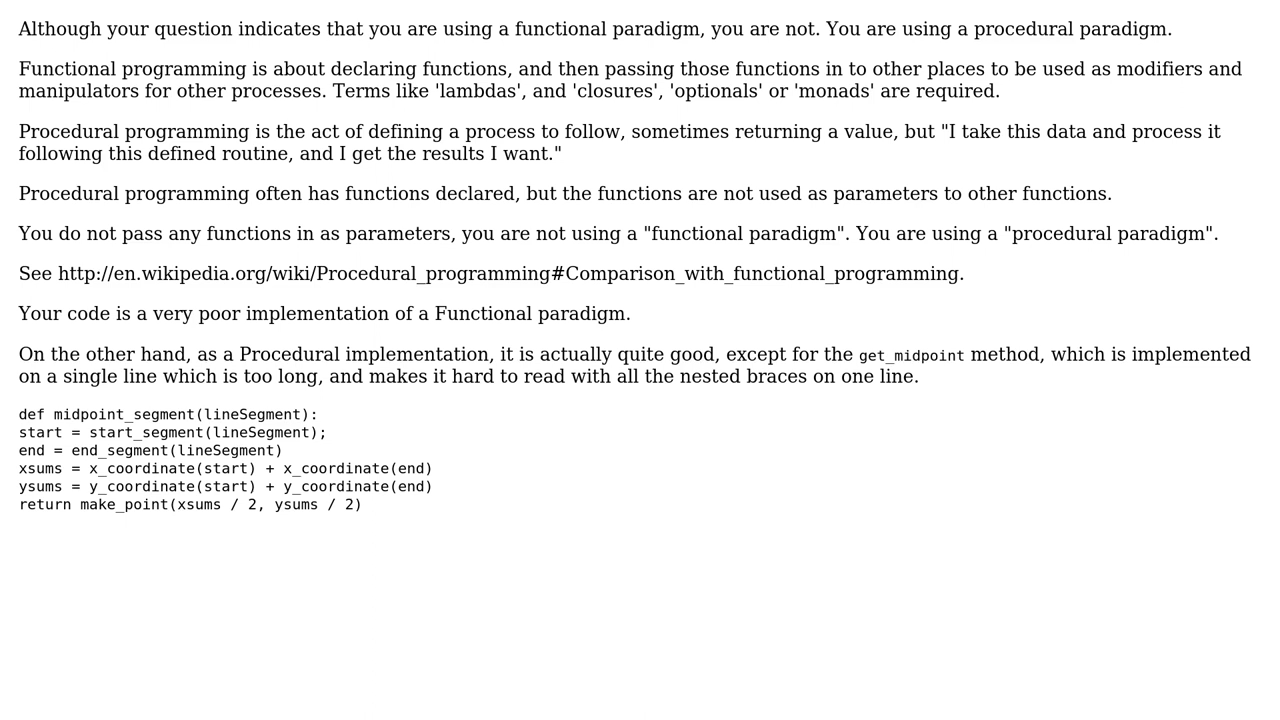 Although your question indicates that you are using a functional paradigm, you are not. You are using a procedural paradigm.
Functional programming is about declaring functions, and then passing those functions in to other places to be used as modifiers and
manipulators for other processes. Terms like 'lambdas', and 'closures', 'optionals' or 'monads' are required.
Procedural programming is the act of defining a process to follow, sometimes returning a value, but "I take this data and process it
following this defined routine, and I get the results I want."
Procedural programming often has functions declared, but the functions are not used as parameters to other functions.
You do not pass any functions in as parameters, you are not using a "functional paradigm". You are using a "procedural paradigm".
See http://en.wikipedia.org/wiki/Procedural_programming#Comparison_with_functional_programming.
Your code is a very poor implementation of a Functional paradigm.
On the other hand, as a Procedural implementation, it is actually quite good, except for the get_midpoint method, which is implemented
on a single line which is too long, and makes it hard to read with all the nested braces on one line.
def midpoint_segment(lineSegment):
start = start_segment(lineSegment);
end = end_segment(lineSegment)
xsums = x_coordinate(start) + x_coordinate(end)
ysums = y_coordinate(start) + y_coordinate(end)
return make_point(xsums / 2, ysums / 2)